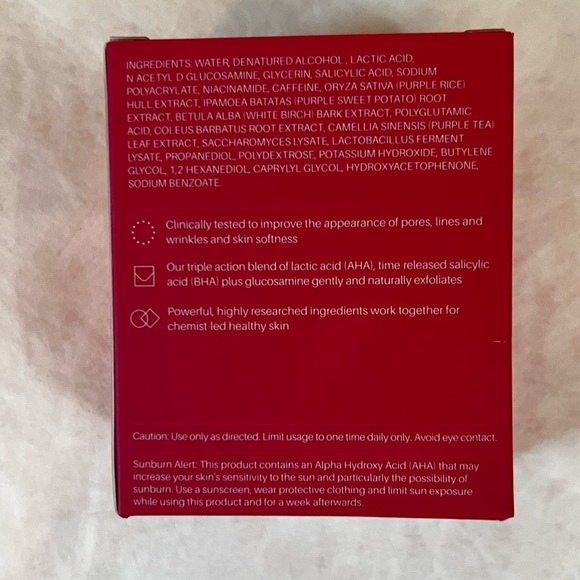 INGREDIENTS: WATER, DENATURED ALCOHOL , LACTIC ACID,
N ACETYL D GLUCOSAMINE, GLYCERIN, SALICYLIC ACID, SODIUM
POLYACRYLATE, NIACINAMIDE, CAFFEINE, ORYZA SATIVA (PURPLE RICE)
HULL EXTRACT, IPAMOEA BATATAS (PURPLE SWEET POTATO) ROOT
EXTRACT, BETULA ALBA (WHITE BIRCH) BARK EXTRACT, POLYGLUTAMIC
ACID, COLEUS BARBATUS ROOT EXTRACT, CAMELLIA SINENSIS (PURPLE TEA)
LEAF EXTRACT, SACCHAROMYCES LYSATE, LACTOBACILLUS FERMENT
LYSATE, PROPANEDIOL, POLYDEXTROSE, POTASSIUM HYDROXIDE, BUTYLENE
GLYCOL, 1,2 HEXANEDIOL, CAPRYLYL GLYCOL, HYDROXYACETOPHENONE,
SODIUM BENZOATE.
Clinically tested to improve the appearance of pores, lines and
wrinkles and skin softness
Our triple action blend of lactic acid (AHA), time released salicylic
acid (BHA) plus glucosamine gently and naturally exfoliates
Powerful, highly researched ingredients work together for
chemist led healthy skin
Caution: Use only as directed. Limit usage to one time daily only. Avoid eye contact.
Sunburn Alert: This product contains an Alpha Hydroxy Acid (AHA) that may
increase your skin's sensitivity to the sun and particularly the possibility of
sunburn. Use a sunscreen, wear protective clothing and limit sun exposure
while using this product and for a week afterwards.